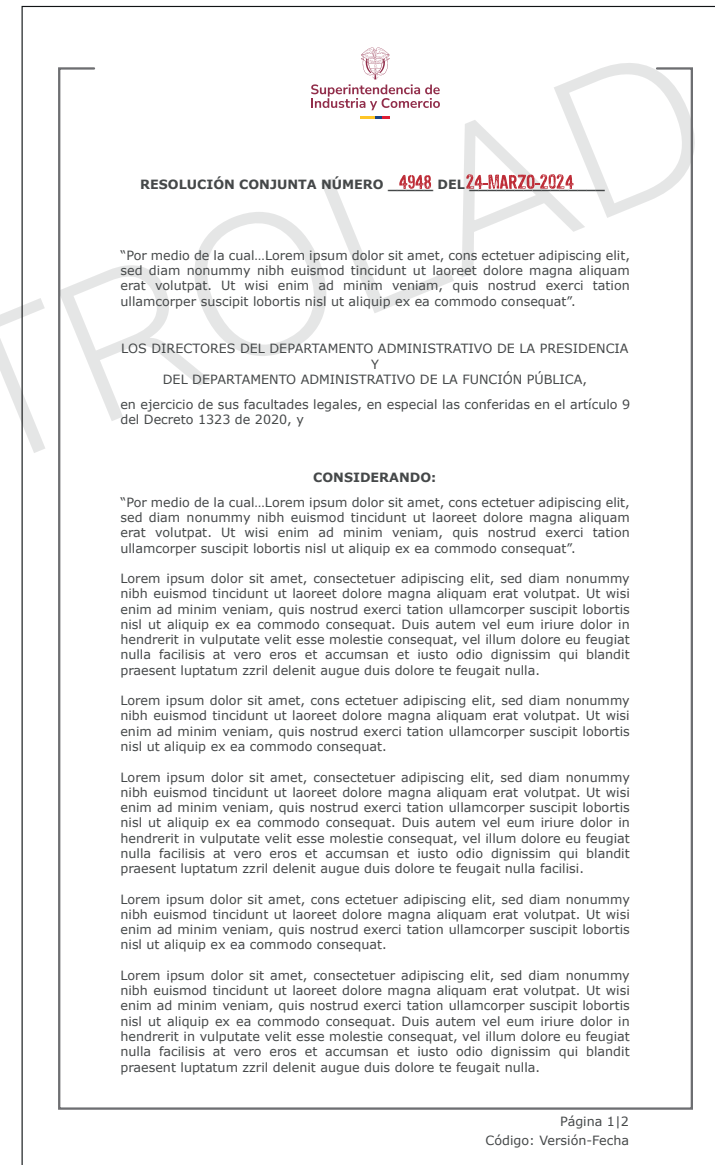 Superintendencia de
Industria y Comercio
RESOLUCIÓN CONJUNTA NÚMERO 4948 DEL 24-MARZO-2024
“Por medio de la cual…Lorem ipsum dolor sit amet, cons ectetuer adipiscing elit,
sed diam nonummy nibh euismod tincidunt ut laoreet dolore magna aliquam
erat volutpat. Ut wisi enim ad minim veniam, quis nostrud exerci tation
ullamcorper suscipit lobortis nisl ut aliquip ex ea commodo consequat”.
LOS DIRECTORES DEL DEPARTAMENTO ADMINISTRATIVO DE LA PRESIDENCIA
Y
DEL DEPARTAMENTO ADMINISTRATIVO DE LA FUNCIÓN PÚBLICA,
en ejercicio de sus facultades legales, en especial las conferidas en el artículo 9
del Decreto 1323 de 2020, y
CONSIDERANDO:
“Por medio de la cual…Lorem ipsum dolor sit amet, cons ectetuer adipiscing elit,
sed diam nonummy nibh euismod tincidunt ut laoreet dolore magna aliquam
erat volutpat. Ut wisi enim ad minim veniam, quis nostrud exerci tation
ullamcorper suscipit lobortis nisl ut aliquip ex ea commodo consequat”.
Lorem ipsum dolor sit amet, consectetuer adipiscing elit, sed diam nonummy
nibh euismod tincidunt ut laoreet dolore magna aliquam erat volutpat. Ut wisi
enim ad minim veniam, quis nostrud exerci tation ullamcorper suscipit lobortis
nisl ut aliquip ex ea commodo consequat. Duis autem vel eum iriure dolor in
hendrerit in vulputate velit esse molestie consequat, vel illum dolore eu feugiat
nulla facilisis at vero eros et accumsan et iusto odio dignissim qui blandit
praesent luptatum zzril delenit augue duis dolore te feugait nulla.
Lorem ipsum dolor sit amet, cons ectetuer adipiscing elit, sed diam nonummy
nibh euismod tincidunt ut laoreet dolore magna aliquam erat volutpat. Ut wisi
enim ad minim veniam, quis nostrud exerci tation ullamcorper suscipit lobortis
nisl ut aliquip ex ea commodo consequat.
Lorem ipsum dolor sit amet, consectetuer adipiscing elit, sed diam nonummy
nibh euismod tincidunt ut laoreet dolore magna aliquam erat volutpat. Ut wisi
enim ad minim veniam, quis nostrud exerci tation ullamcorper suscipit lobortis
nisl ut aliquip ex ea commodo consequat. Duis autem vel eum iriure dolor in
hendrerit in vulputate velit esse molestie consequat, vel illum dolore eu feugiat
nulla facilisis at vero eros et accumsan et iusto odio dignissim qui blandit
praesent luptatum zzril delenit augue duis dolore te feugait nulla facilisi.
Lorem ipsum dolor sit amet, cons ectetuer adipiscing elit, sed diam nonummy
nibh euismod tincidunt ut laoreet dolore magna aliquam erat volutpat. Ut wisi
enim ad minim veniam, quis nostrud exerci tation ullamcorper suscipit lobortis
nisl ut aliquip ex ea commodo consequat.
Lorem ipsum dolor sit amet, consectetuer adipiscing elit, sed diam nonummy
nibh euismod tincidunt ut laoreet dolore magna aliquam erat volutpat. Ut wisi
enim ad minim veniam, quis nostrud exerci tation ullamcorper suscipit lobortis
nisl ut aliquip ex ea commodo consequat. Duis autem vel eum iriure dolor in
hendrerit in vulputate velit esse molestie consequat, vel illum dolore eu feugiat
nulla facilisis at vero eros et accumsan et iusto odio dignissim qui blandit
praesent luptatum zzril delenit augue duis dolore te feugait nulla.
Página 1|2
Código: Versión-Fecha
TROLAD